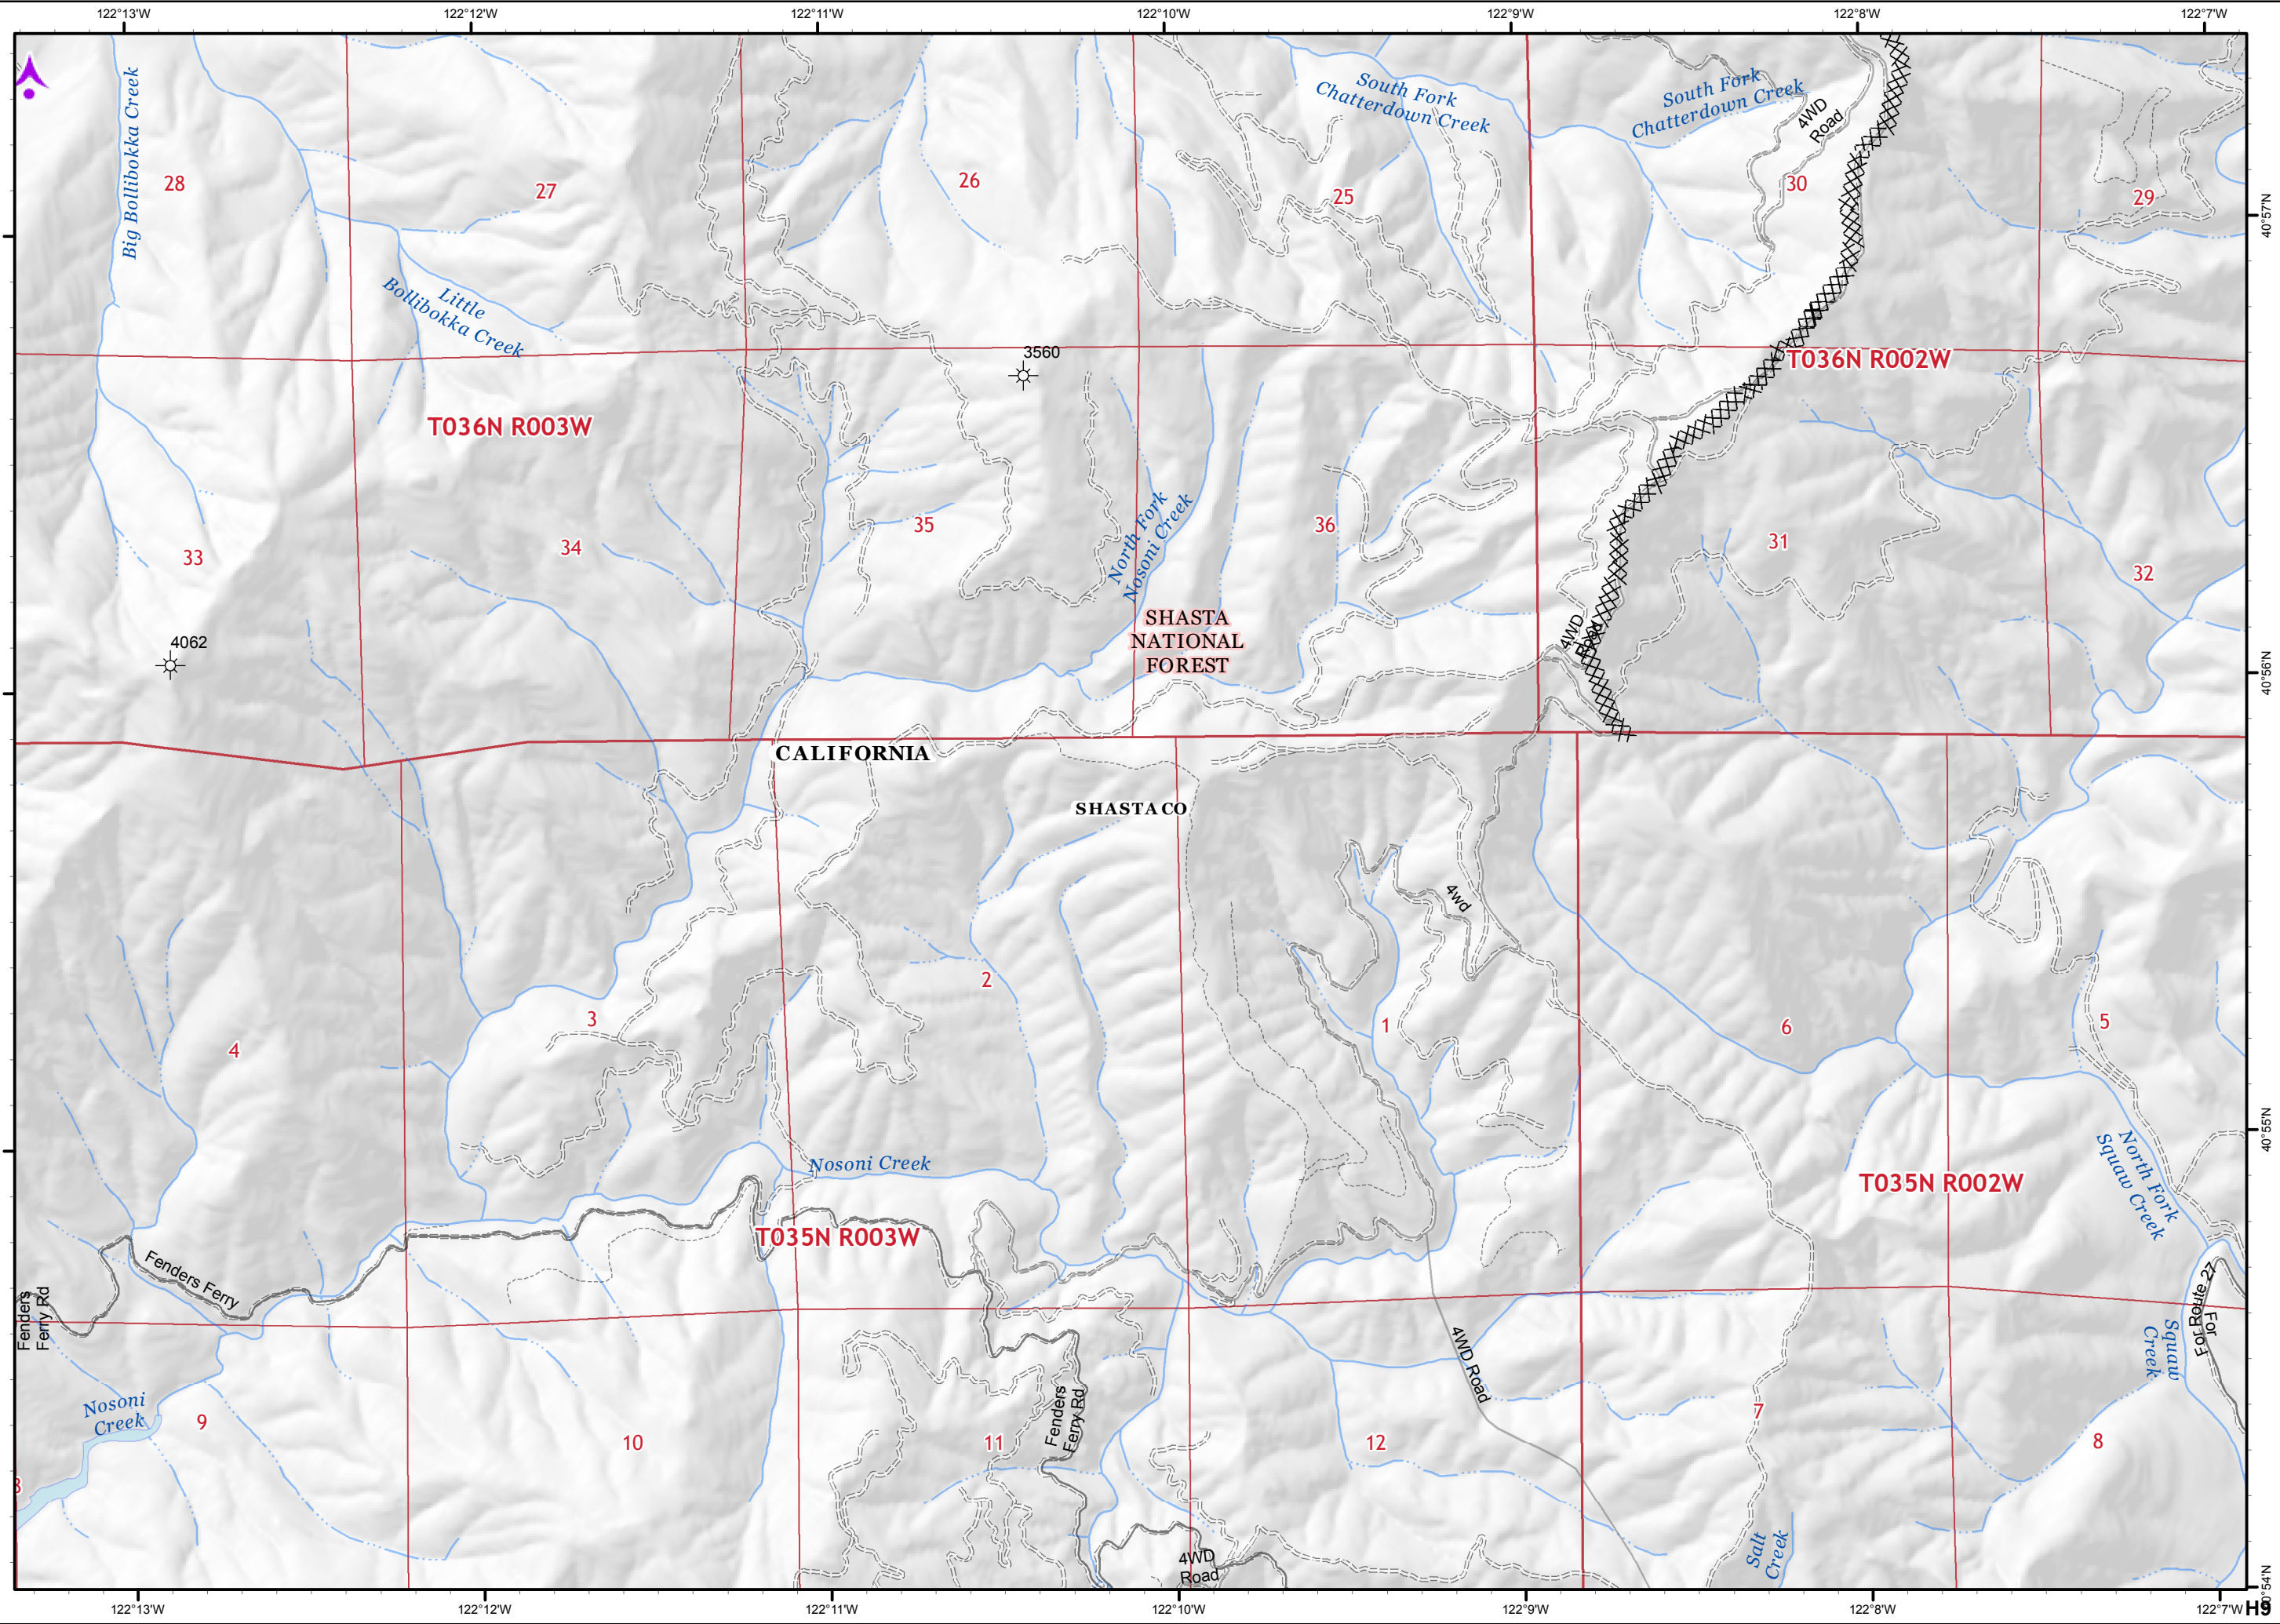 122°13'W
122°12'W
122°11'W
122°10'W
122°9'W
122°8'W
122°7'W
Big Bollibokka Creek
South Fork
Chatterdown Creek
South Fork
Chatterdown Creek
4WD
Road
28
27
26
25
30
29
40°57'N
Little
Bollibokka Creek
3560
T036N R002W
T036N R003W
North Fork
Nosoni Creek
33
34
35
36
31
32
4062
SHASTA
NATIONAL
FOREST
4WD
Road
40°56'N
CALIFORNIA
SHASTA CO
4wd
4
3
2
1
6
5
40°55'N
Nosoni Creek
T035N R002W
North Fork
Squaw Creek
T035N R003W
Fenders Ferry
Fenders
Ferry Rd
4WD Road
For Route 27
For
Squaw
Creek
Nosoni
Creek
Fenders
Ferry Rd
9
10
11
12
7
8
Salt
Creek
4WD
Road
122°13'W
122°12'W
122°11'W
122°10'W
122°9'W
122°8'W
122°7'W
H9